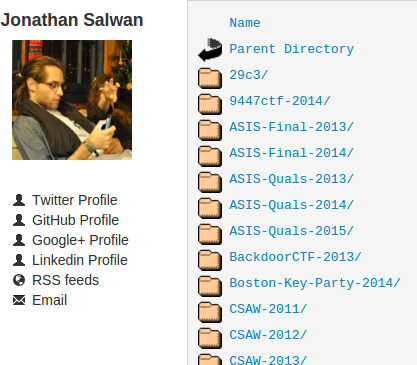 Jonathan Salwan
Twitter Profile
GitHub Profile
Google+ Profile
Linkedin Profile
RSS feeds
Email
Name
Parent Directory
29c3/
9447ctf-2014/
ASIS-Final-2013/
ASIS-Final-2014/
ASIS-Quals-2013/
ASIS-Quals-2014/
ASIS-Quals-2015/
BackdoorCTF-2013/
Boston-Key-Party-2014/
CSAW-2011/
CSAW-2012/
CSAW-2013/